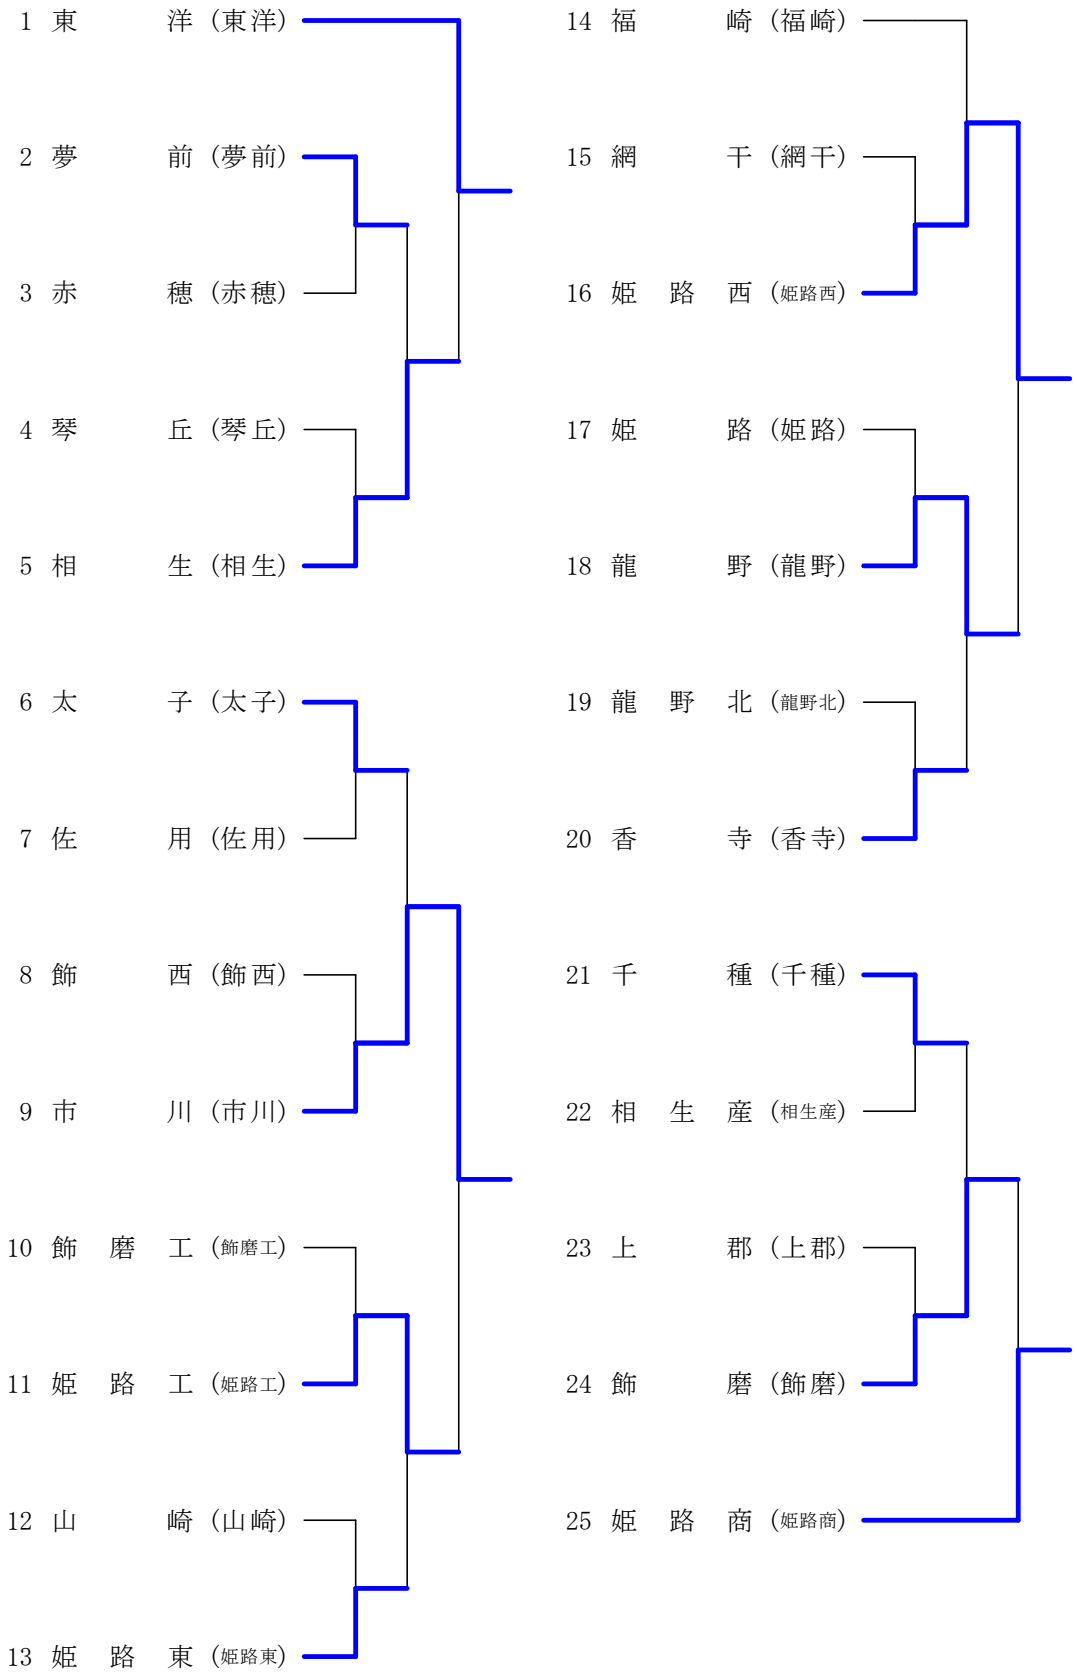 1 東 洋 (東洋)
2 夢 前 (夢前)
3 赤 穂 (赤穂)
4 琴 丘 (琴丘)
5 相 生 (相生)
6 太 子 (太子)
7 佐 用 (佐用)
8 飾 西 (飾西)
9 市 川 (市川)
10 飾 磨 工 (飾磨工)
11 姫 路 工 (姫路工)
12 山 崎 (山崎)
13 姫 路 東 (姫路東)
14 福 崎 (福崎)
15 網 干 (網干)
16 姫 路 西 (姫路西)
17 姫 路 (姫路)
18 龍 野 (龍野)
19 龍 野 北 (龍野北)
20 香 寺 (香寺)
21 千 種 (千種)
22 相 生 産 (相生産)
23 上 郡 (上郡)
24 飾 磨 (飾磨)
25 姫 路 商 (姫路商)